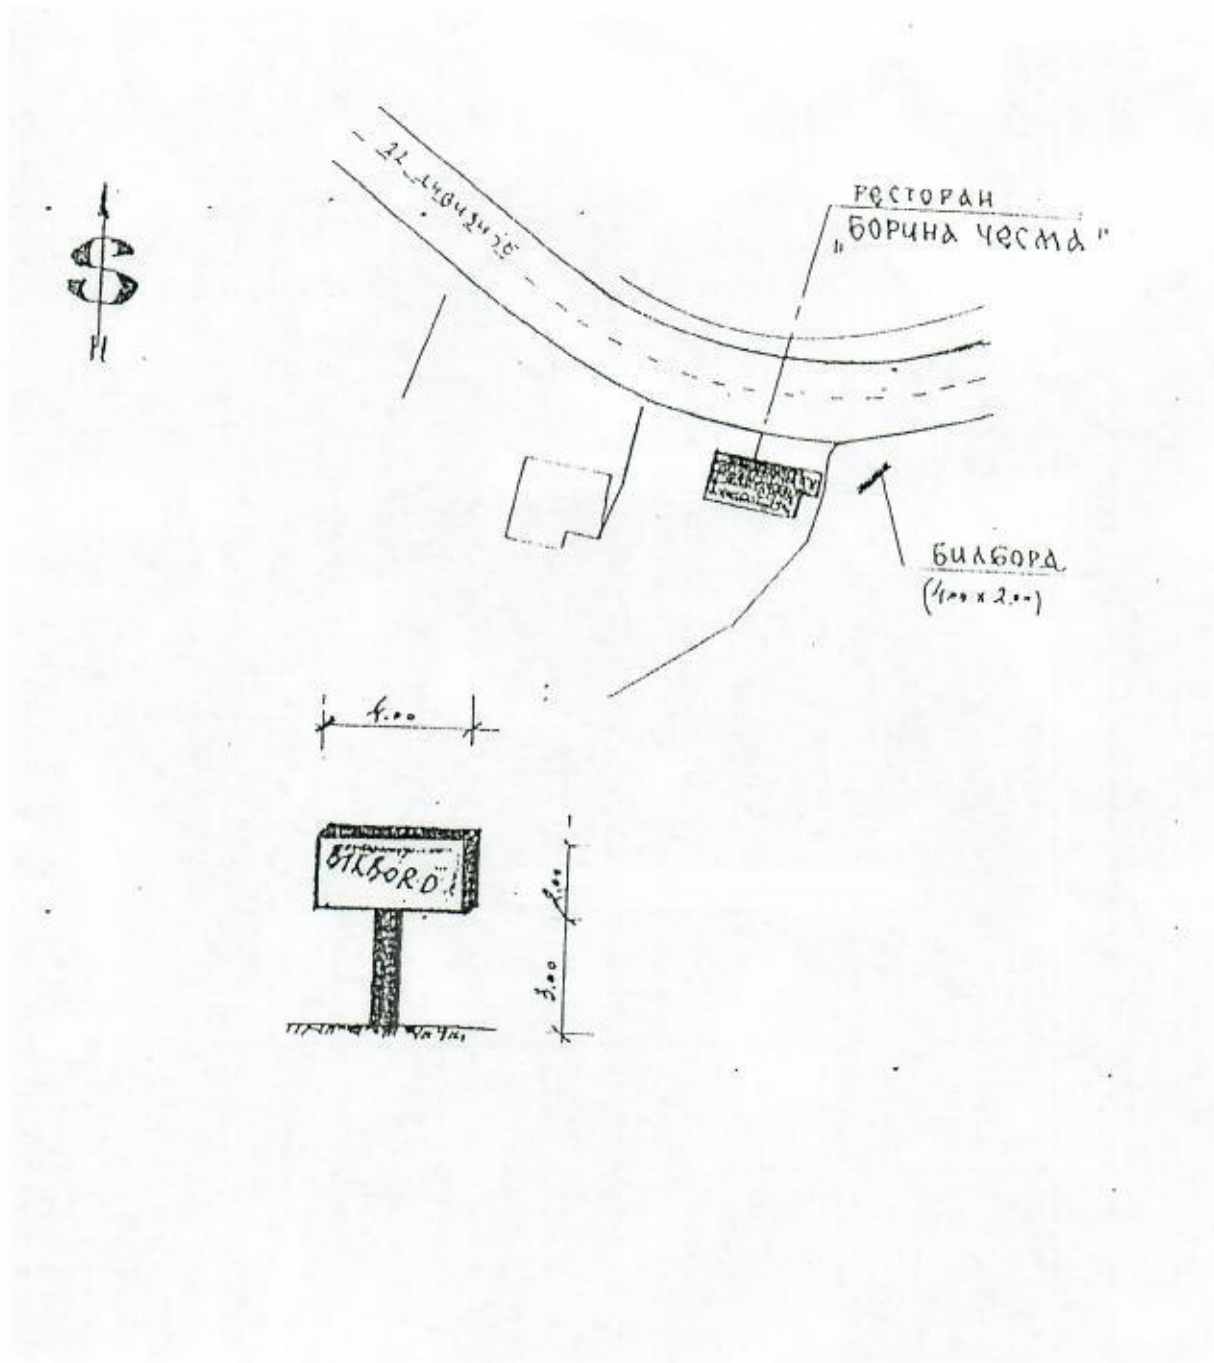 РЕСТОРАН
„БОРИНА ЧЕСМА"
БИЛБОРД
(4.00 x 2.00)
4.00
BILBORD
2.00
3.00